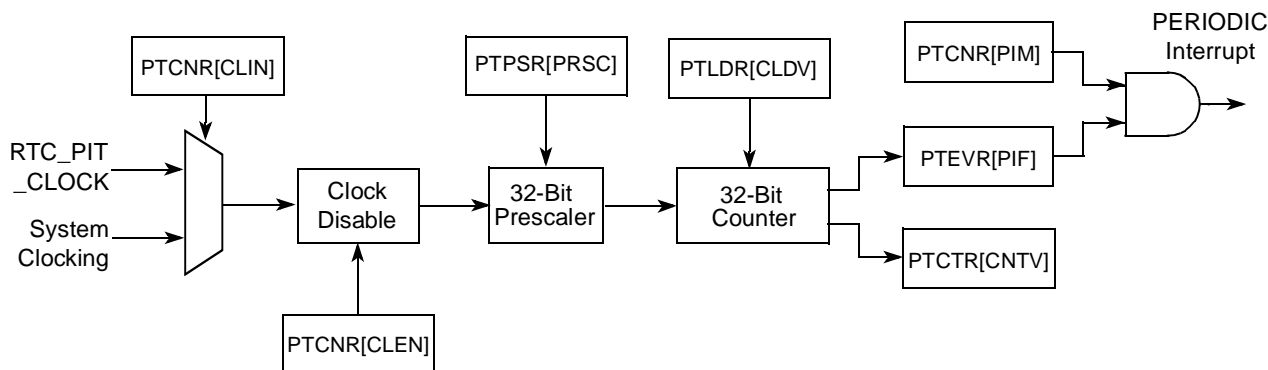 PERIODIC
Interrupt
PTCNR[CLIN]
PTPSR[PRSC]
PTLDR[CLDV]
PTCNR[PIM]
RTC_PIT
_CLOCK
System
Clocking
Clock
Disable
32-Bit
Prescaler
32-Bit
Counter
PTEVR[PIF]
PTCTR[CNTV]
PTCNR[CLEN]